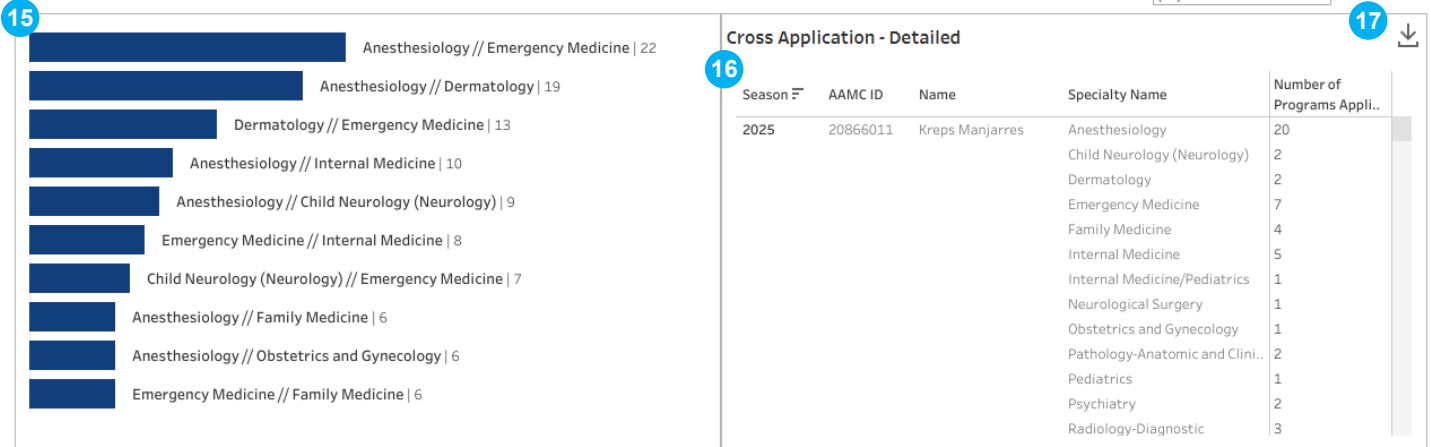 15
Anesthesiology // Emergency Medicine | 22
Anesthesiology // Dermatology | 19
Dermatology // Emergency Medicine | 13
Anesthesiology // Internal Medicine | 10
Anesthesiology // Child Neurology (Neurology) | 9
Emergency Medicine // Internal Medicine | 8
Child Neurology (Neurology) // Emergency Medicine | 7
Anesthesiology // Family Medicine | 6
Anesthesiology // Obstetrics and Gynecology | 6
Emergency Medicine // Family Medicine | 6
17
Cross Application - Detailed
16
Season AAMC ID Name Specialty Name Number of
Programs Appli..
2025 20866011 Kreps Manjarres Anesthesiology 20
Child Neurology (Neurology) 2
Dermatology 2
Emergency Medicine 7
Family Medicine 4
Internal Medicine 5
Internal Medicine/Pediatrics 1
Neurological Surgery 1
Obstetrics and Gynecology 1
Pathology-Anatomic and Clini.. 2
Pediatrics 1
Psychiatry 2
Radiology-Diagnostic 3